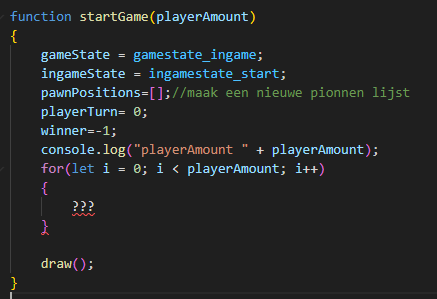 function startGame(playerAmount)
{
    gameState = gamestate_ingame;
    ingameState = ingamestate_start;
    pawnPositions=[];//maak een nieuwe pionnen lijst
    playerTurn= 0;
    winner=-1;
    console.log("playerAmount " + playerAmount);
    for(let i = 0; i < playerAmount; i++)
    {
        ???
    }
    draw();
}